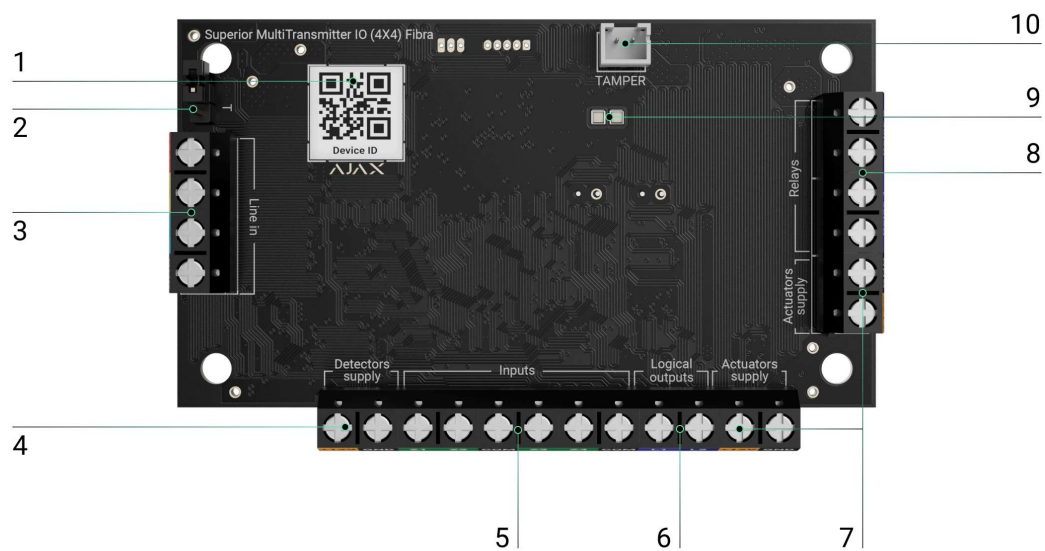 10
Superior MultiTransmitter IO (4X4) Fibra
1
TAMPER
9
2
T
Device ID
AJAX
8
Relays
3
Line in
Actuators
supply
Detectors
supply
Inputs
Logical
outputs
Actuators
supply
4
5
6
7